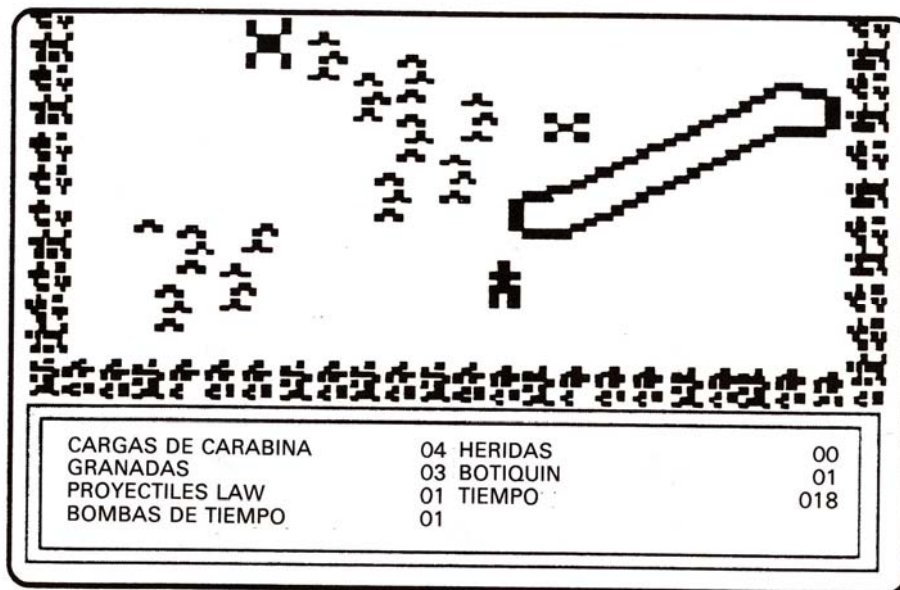 CARGAS DE CARABINA 04 HERIDAS 00
GRANADAS 03 BOTIQUIN 01
PROYECTILES LAW 01 TIEMPO 018
BOMBAS DE TIEMPO 01